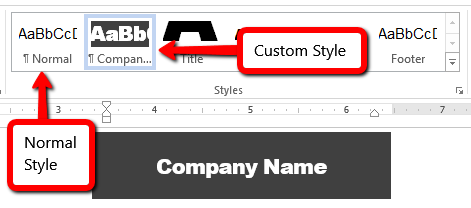 AaBbCcD AaBb
¶ Normal ¶ Compan... Title Footer
AaBbCcD
Custom Style
Styles
3 4 5 6 7
Normal
Style
Company Name